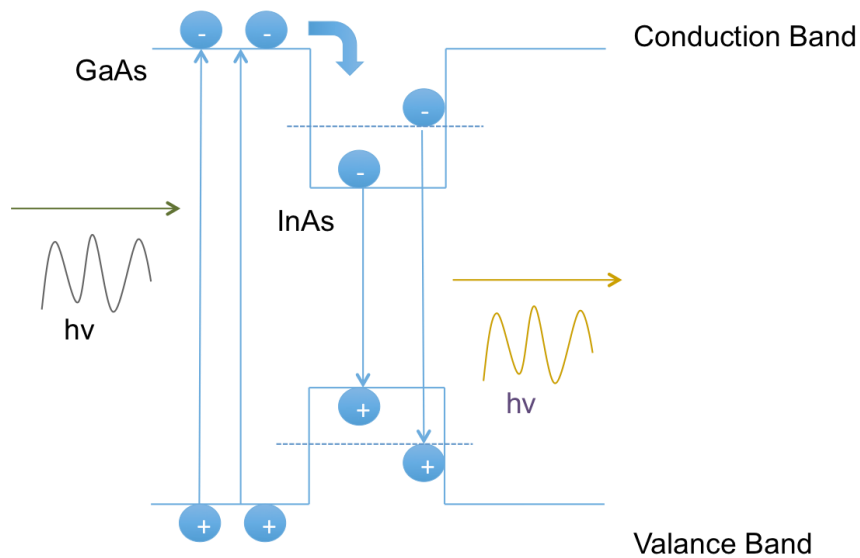 Conduction Band
GaAs
-
-
-
-
InAs
hv
hv
+
+
+
+
Valance Band